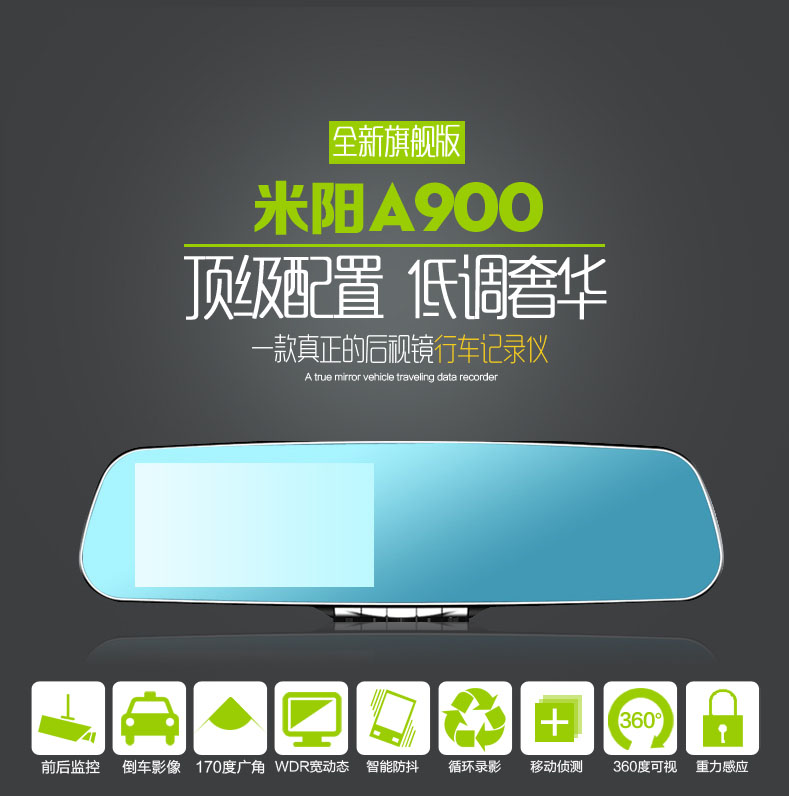 全新旗舰版
米阳A900
顶级配置 低调奢华
一款真正的后视镜行车记录仪
A true mirror vehicle traveling data recorder
360°
前后监控 倒车影像 170度广角 WDR宽动态 智能防抖 循环录影 移动侦测 360度可视 重力感应